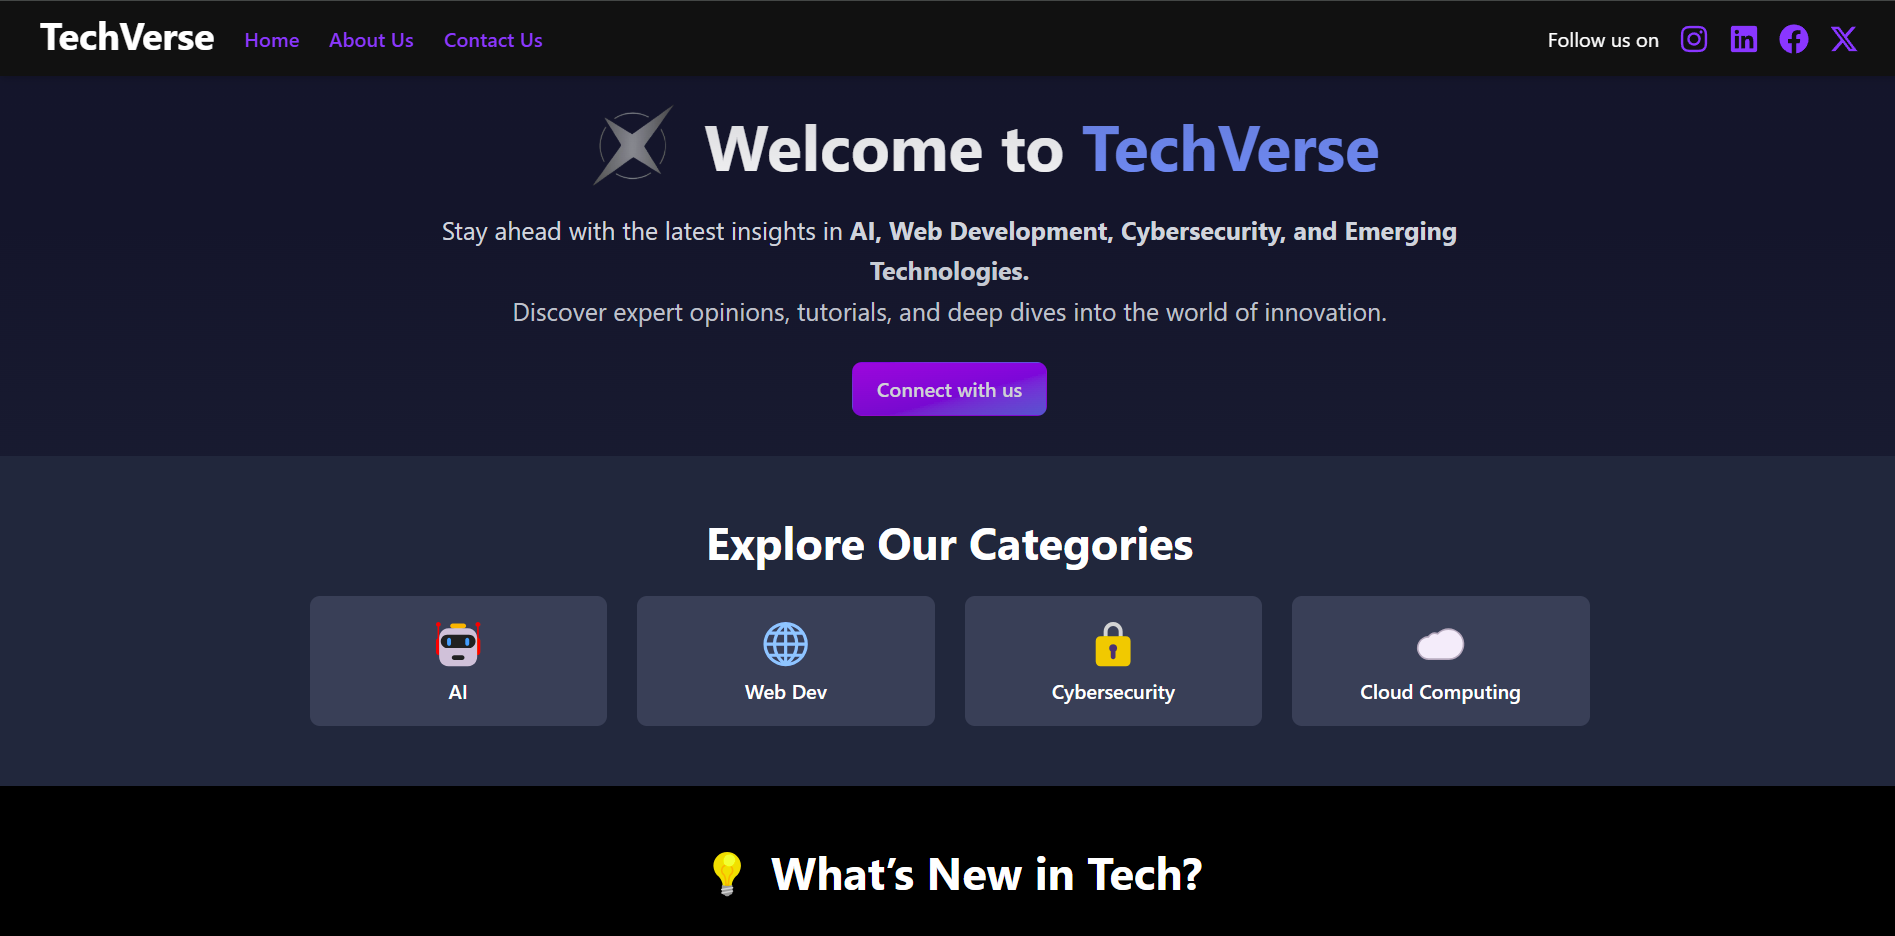 TechVerse Home About Us Contact Us Follow us on
Welcome to TechVerse
Stay ahead with the latest insights in AI, Web Development, Cybersecurity, and Emerging
Technologies.
Discover expert opinions, tutorials, and deep dives into the world of innovation.
Connect with us
Explore Our Categories
AI
Web Dev
Cybersecurity
Cloud Computing
What’s New in Tech?